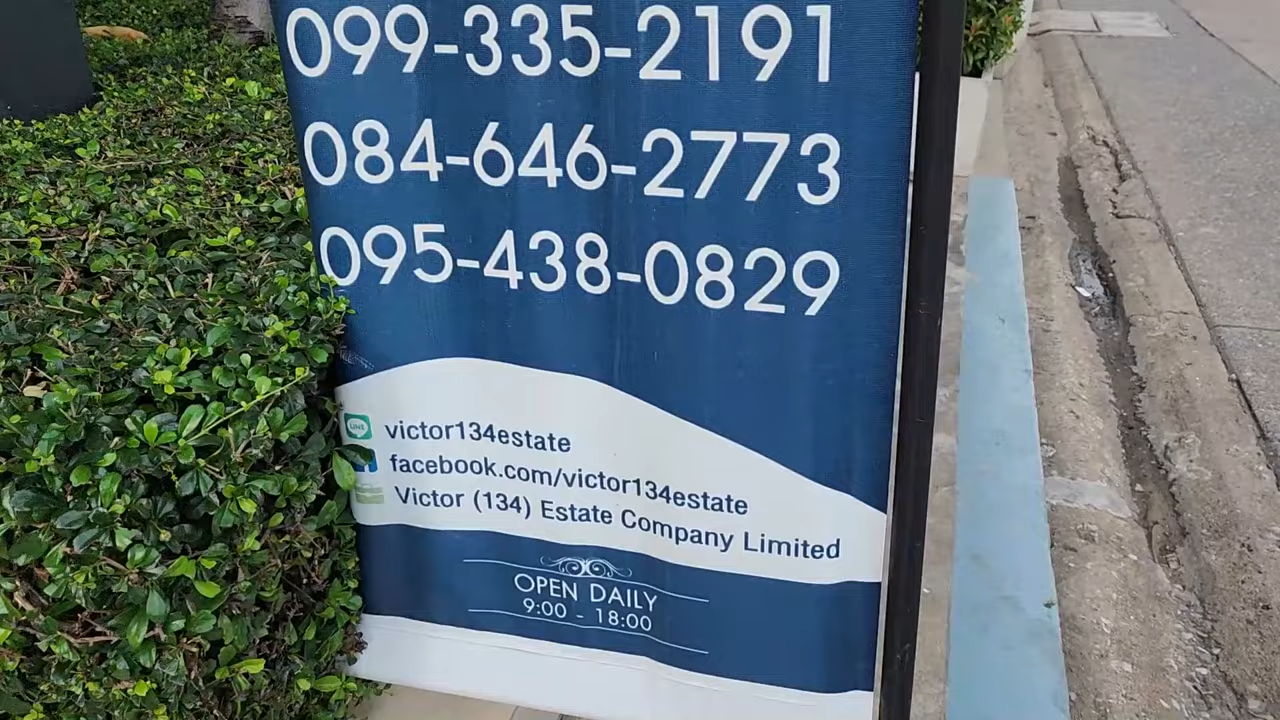 099-335-2191
084-646-2773
095-438-0829
LINE
victor134estate
facebook.com/victor134estate
Victor (134) Estate Company Limited
OPEN DAILY
9:00 - 18:00